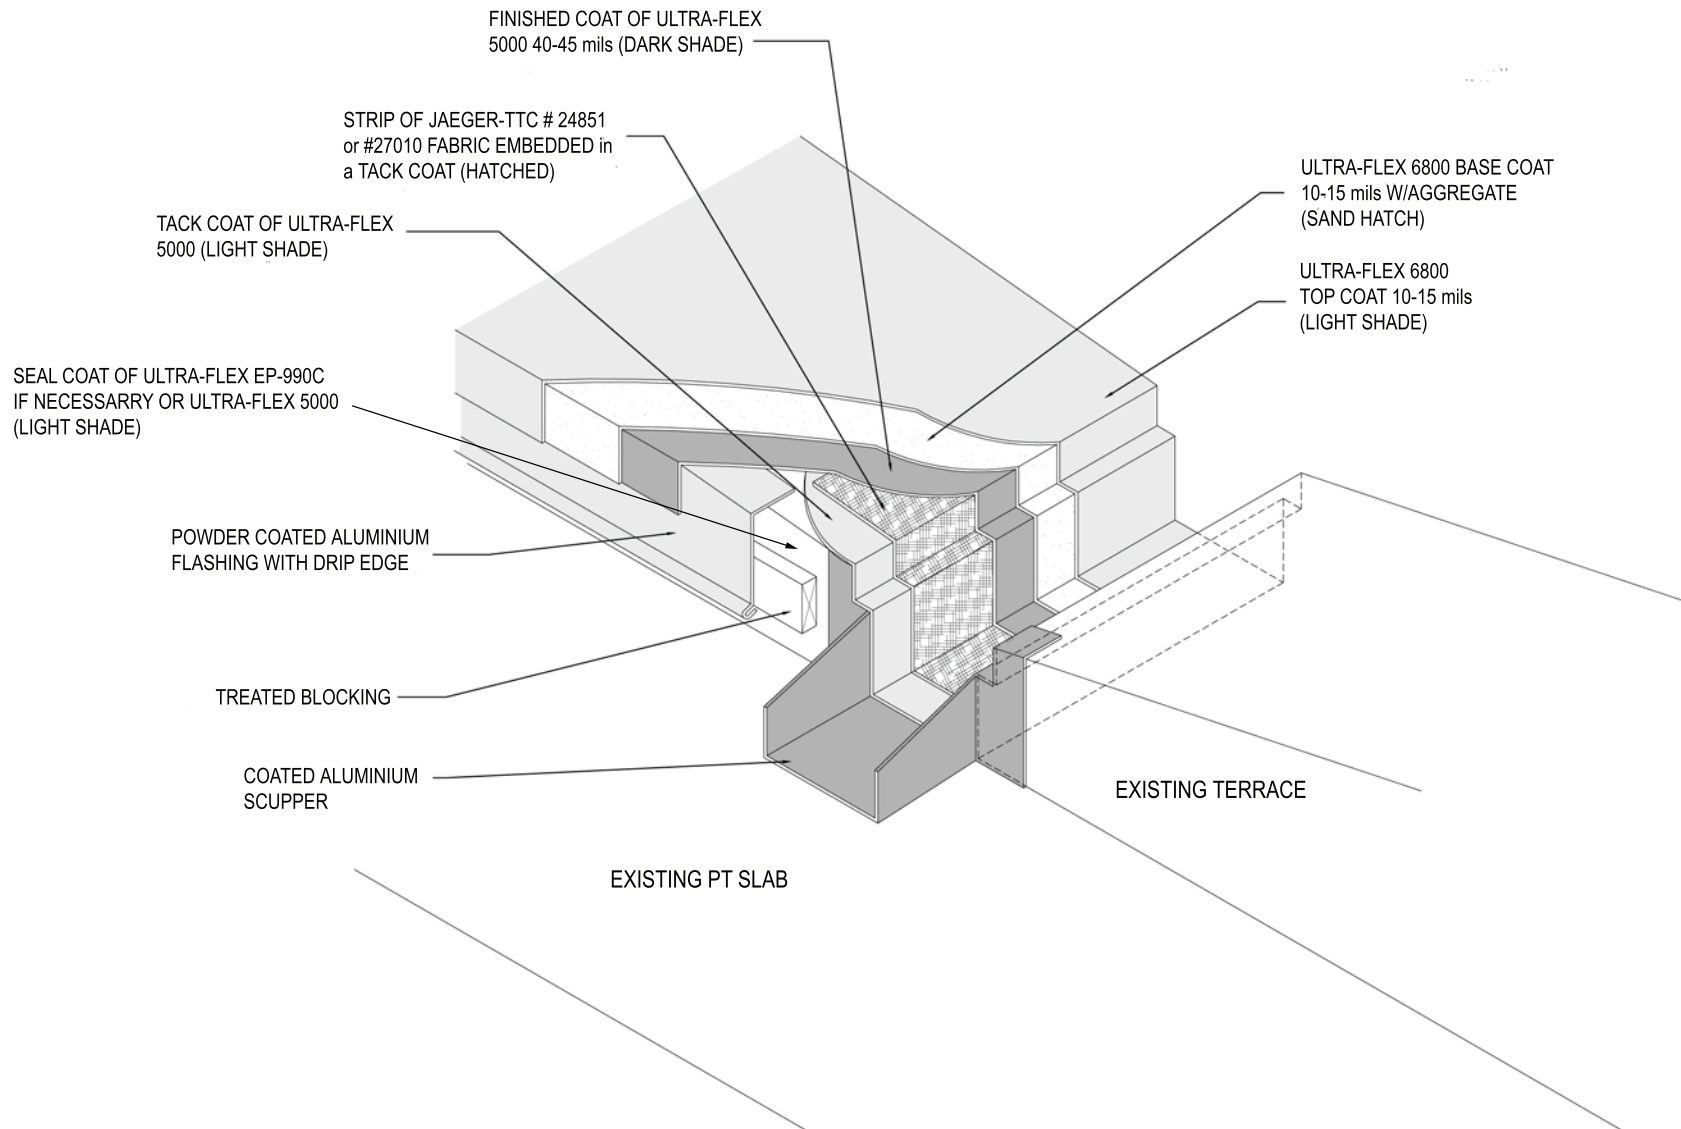 FINISHED COAT OF ULTRA-FLEX
5000 40-45 mils (DARK SHADE)
STRIP OF JAEGER-TTC # 24851
or #27010 FABRIC EMBEDDED in
a TACK COAT (HATCHED)
TACK COAT OF ULTRA-FLEX
5000 (LIGHT SHADE)
ULTRA-FLEX 6800 BASE COAT
10-15 mils W/AGGREGATE
(SAND HATCH)
ULTRA-FLEX 6800
TOP COAT 10-15 mils
(LIGHT SHADE)
SEAL COAT OF ULTRA-FLEX EP-990C
IF NECESSARRY OR ULTRA-FLEX 5000
(LIGHT SHADE)
POWDER COATED ALUMINIUM
FLASHING WITH DRIP EDGE
TREATED BLOCKING
COATED ALUMINIUM
SCUPPER
EXISTING TERRACE
EXISTING PT SLAB